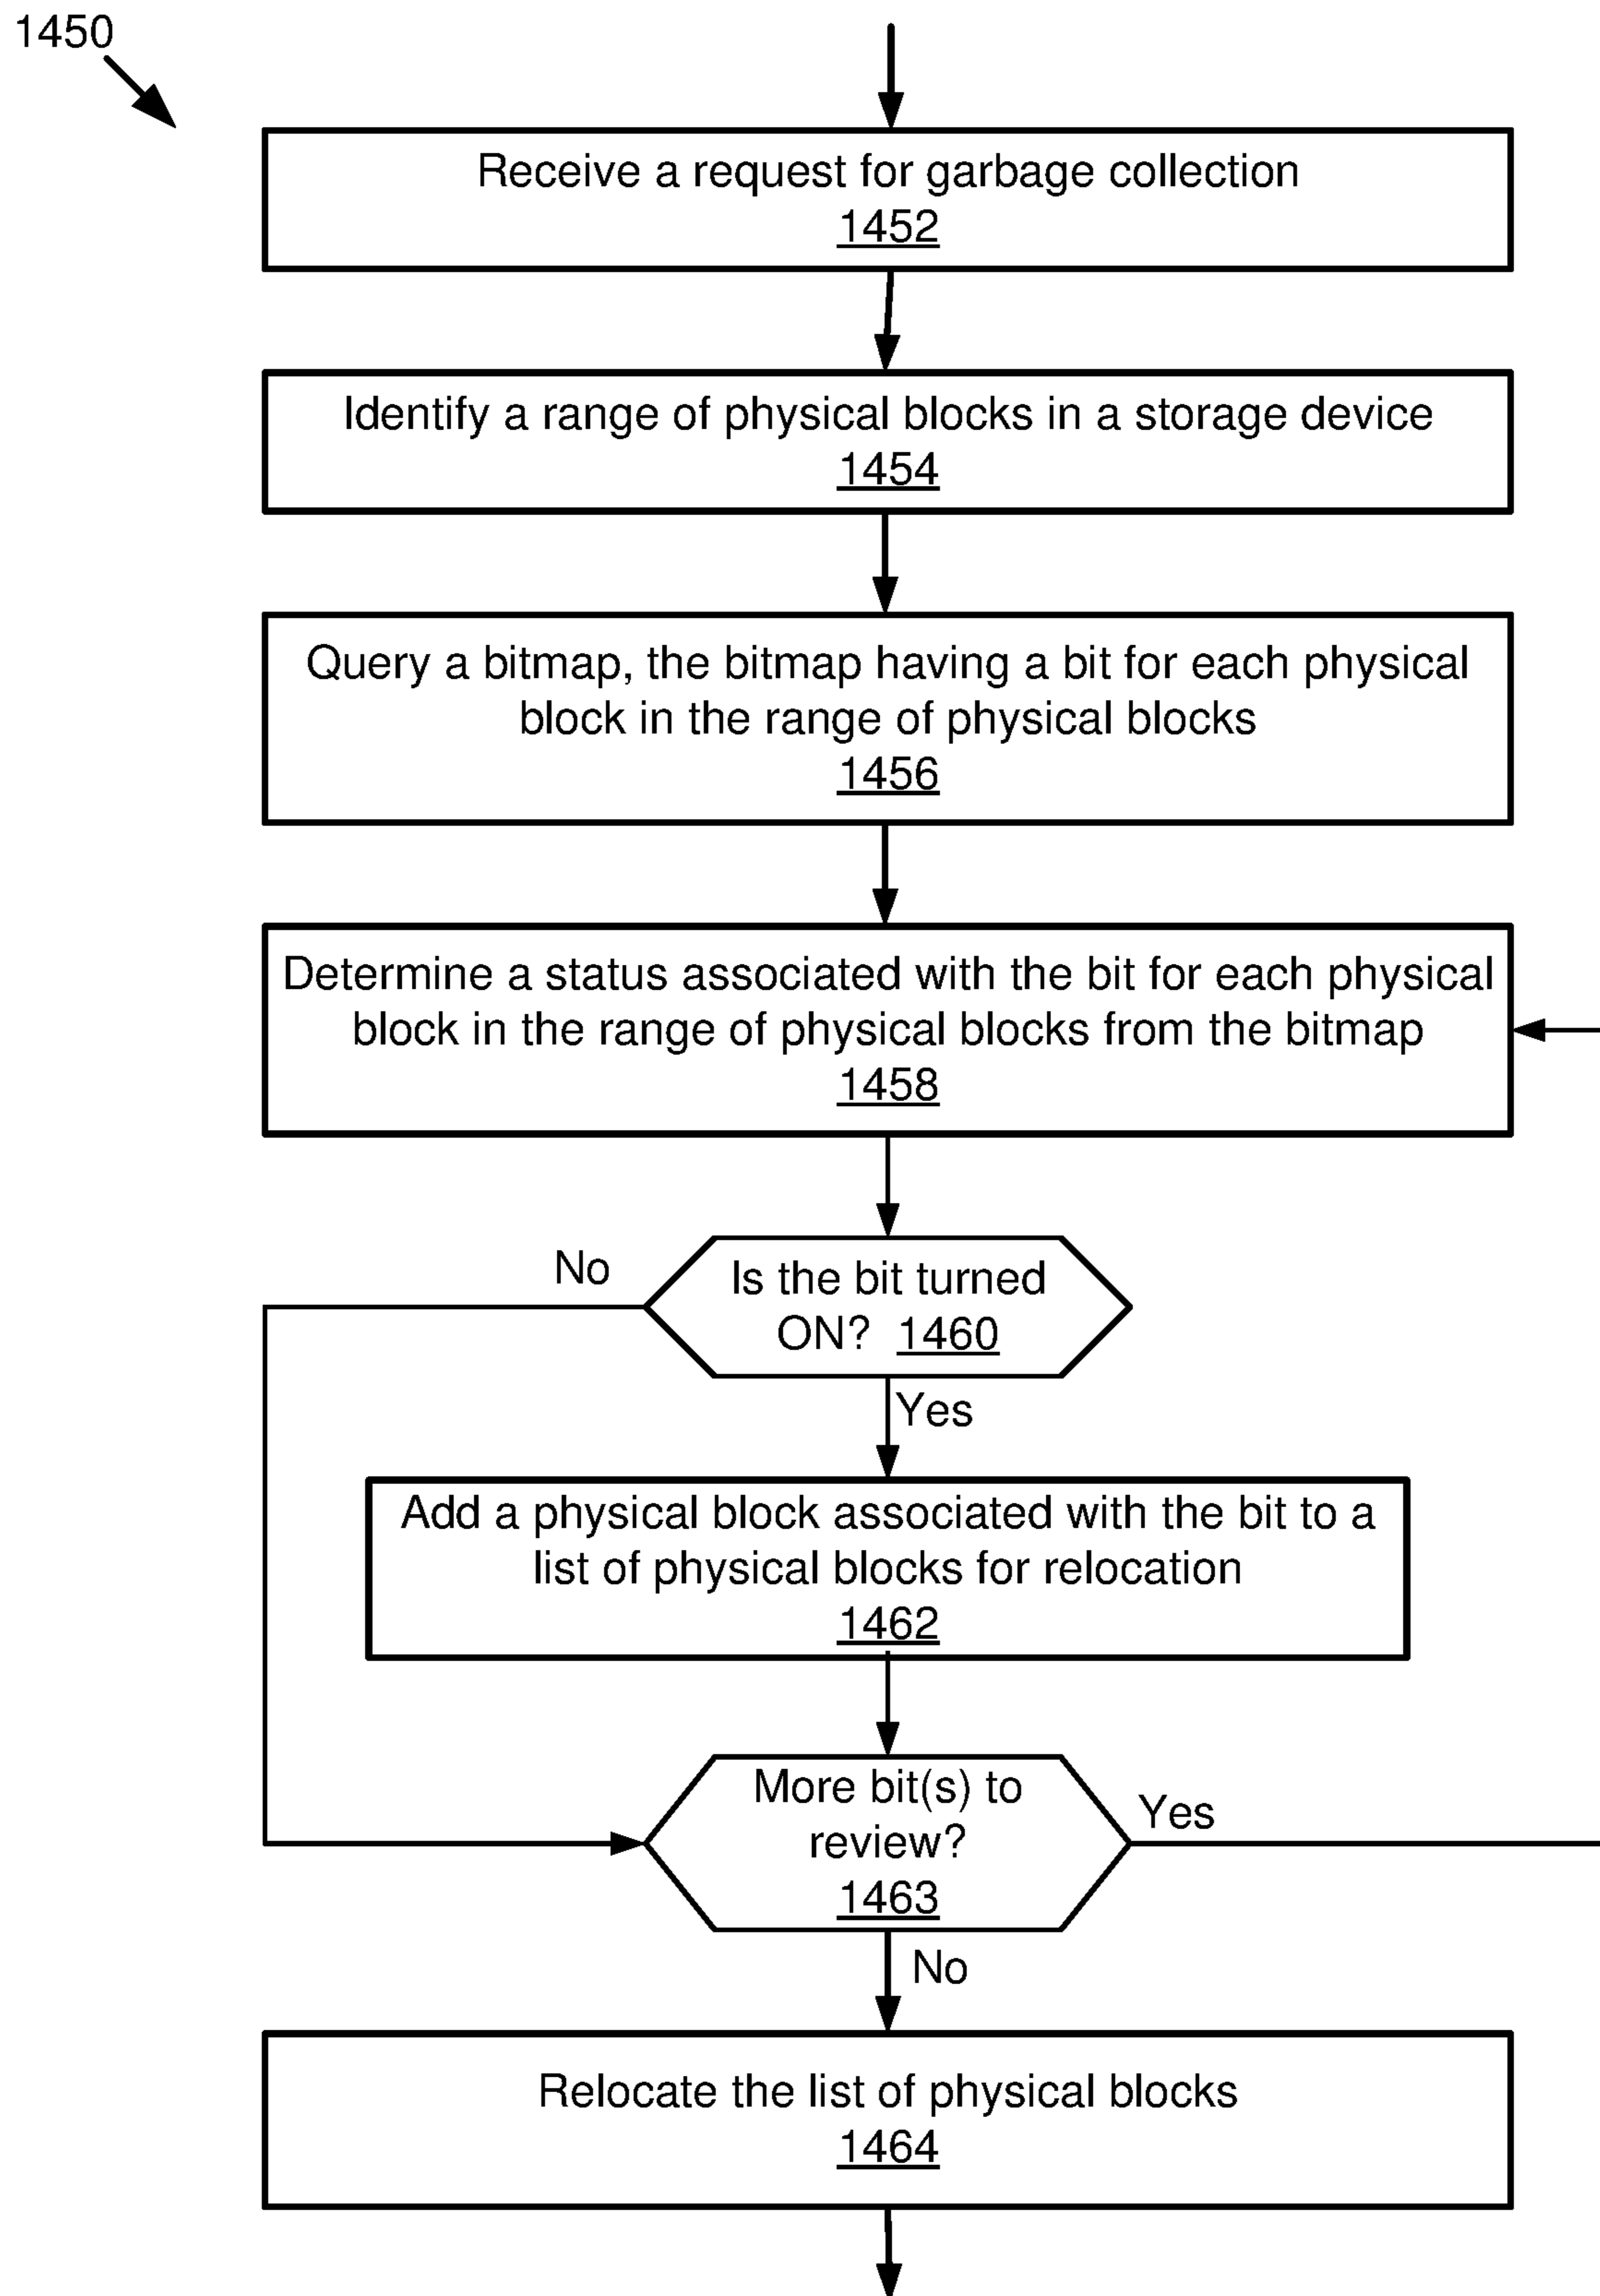 1450
Receive a request for garbage collection
1452
Identify a range of physical blocks in a storage device
1454
Query a bitmap, the bitmap having a bit for each physical
block in the range of physical blocks
1456
Determine a status associated with the bit for each physical
block in the range of physical blocks from the bitmap
1458
No
Is the bit turned
ON? 1460
Yes
Add a physical block associated with the bit to a
list of physical blocks for relocation
1462
More bit(s) to
review?
1463
Yes
No
Relocate the list of physical blocks
1464